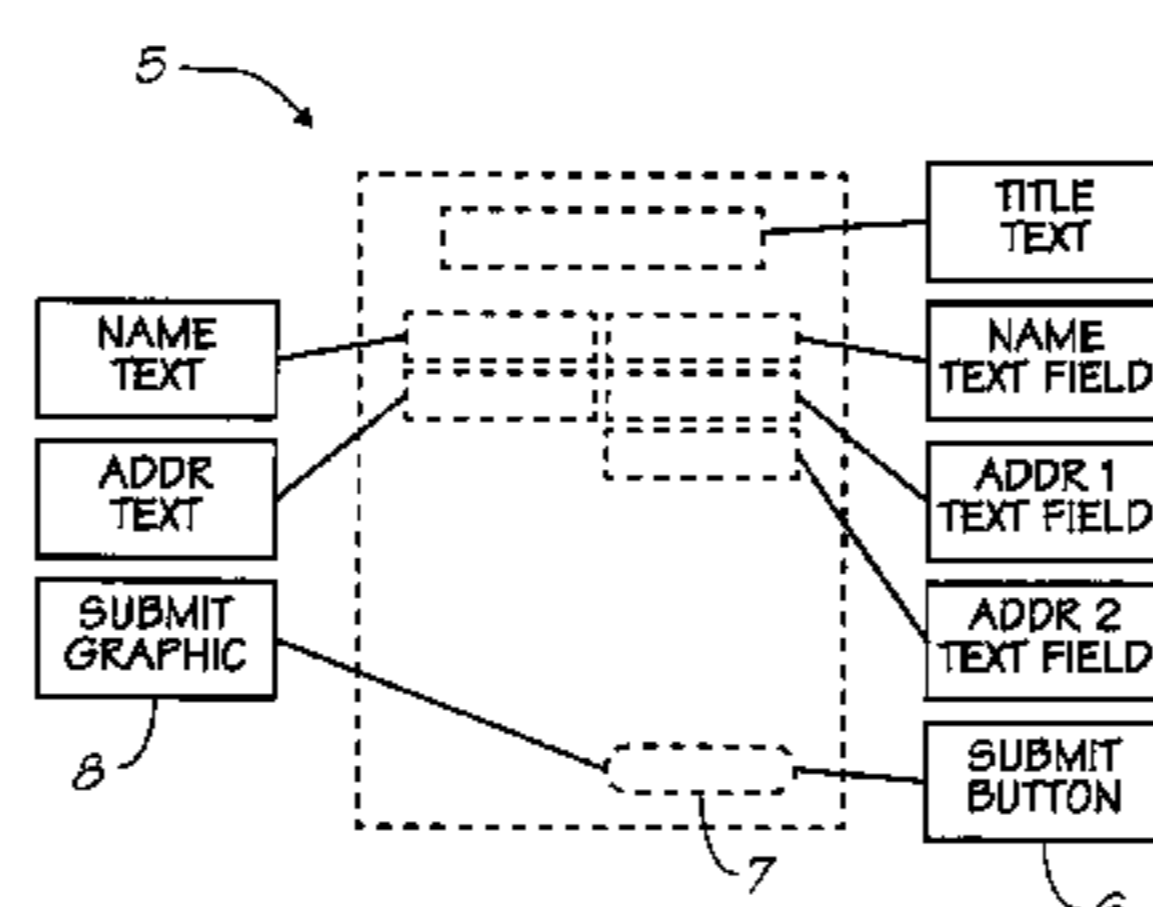 5
TITLE
TEXT
NAME
TEXT
NAME
TEXT FIELD
ADDR
TEXT
ADDR 1
TEXT FIELD
SUBMIT
GRAPHIC
ADDR 2
TEXT FIELD
8
SUBMIT
BUTTON
7